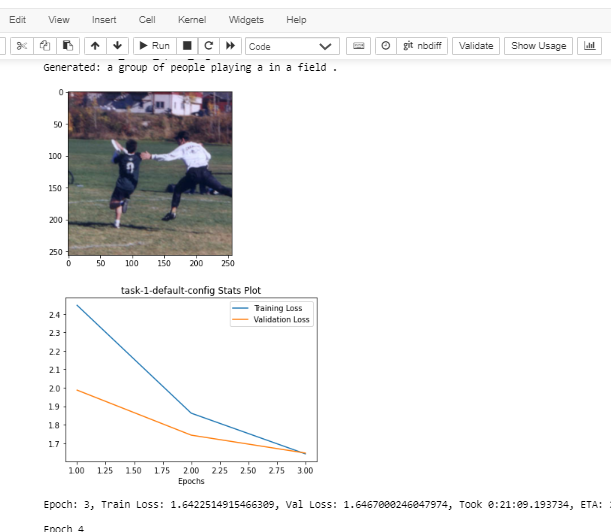 Edit View Insert Cell Kernel Widgets Help
Run Code git nbdiff Validate Show Usage
Generated: a group of people playing a in a field .
0
50
100
150
200
250
0 50 100 150 200 250
9
task-1-default-config Stats Plot
Training Loss
Validation Loss
2.4
2.3
2.2
2.1
2.0
1.9
1.8
1.7
1.00 1.25 1.50 1.75 2.00 2.25 2.50 2.75 3.00
Epochs
Epoch: 3, Train Loss: 1.6422514915466309, Val Loss: 1.6467000246047974, Took 0:21:09.193734, ETA:
Epoch 4